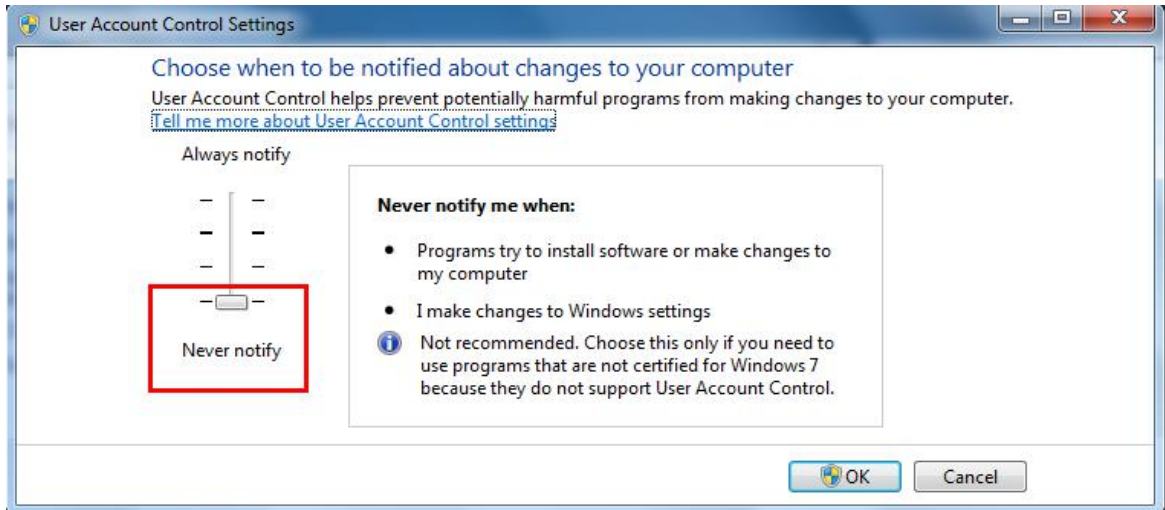 User Account Control Settings
Choose when to be notified about changes to your computer
User Account Control helps prevent potentially harmful programs from making changes to your computer.
Tell me more about User Account Control settings
Always notify
Never notify
Never notify me when:
• Programs try to install software or make changes to
my computer
• I make changes to Windows settings
Not recommended. Choose this only if you need to
use programs that are not certified for Windows 7
because they do not support User Account Control.
OK
Cancel